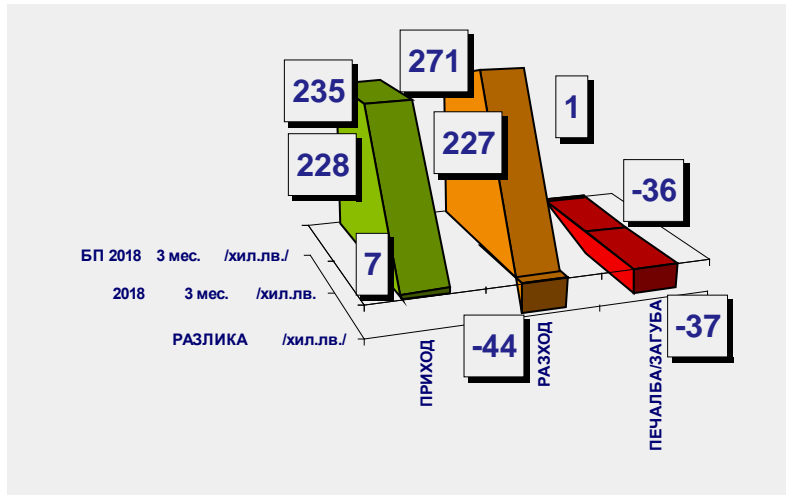 235
271
1
228
227
-36
БП 2018 3 мес. /хил.лв./
7
2018 3 мес. /хил.лв.
РАЗЛИКА /хил.лв./
-44
-37
ПРИХОД
РАЗХОД
ПЕЧАЛБА/ЗАГУБА